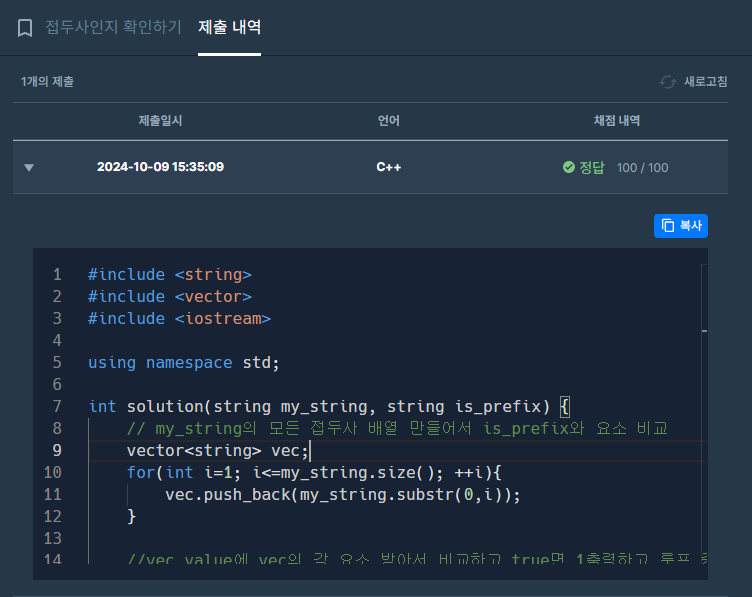 접두사인지 확인하기 제출 내역
1개의 제출 새로고침
제출일시 언어 채점 내역
2024-10-09 15:35:09 C++ 정답 100 / 100
복사
1 #include <string>
2 #include <vector>
3 #include <iostream>
4
5 using namespace std;
6
7 int solution(string my_string, string is_prefix) {
8 // my_string의 모든 접두사 배열 만들어서 is_prefix와 요소 비교
9 vector<string> vec;
10 for(int i=1; i<=my_string.size(); ++i){
11 vec.push_back(my_string.substr(0,i));
12 }
13
14 //vec_value에 vec의 각 요소 받아서 비교하고 true면 1출력하고 루프